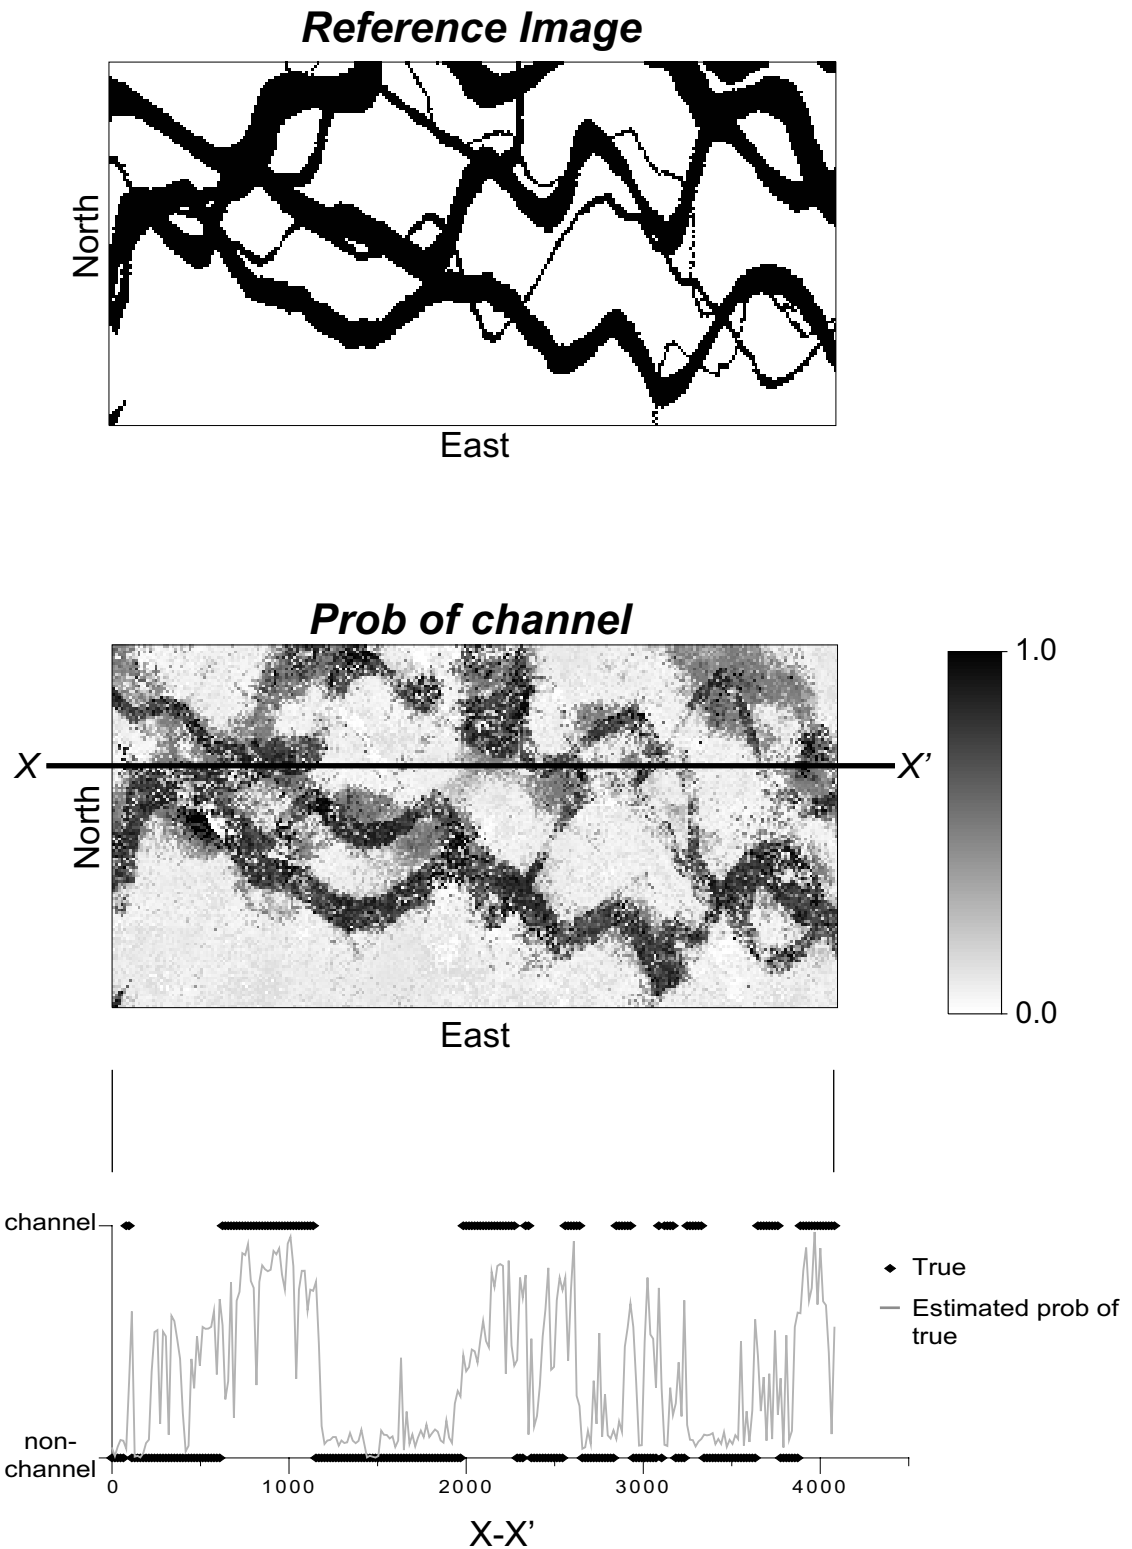 Reference Image
North
East
Prob of channel
1.0
X
X'
North
0.0
East
channel
True
Estimated prob of
true
non-
channel
0
1000
2000
3000
4000
X-X'